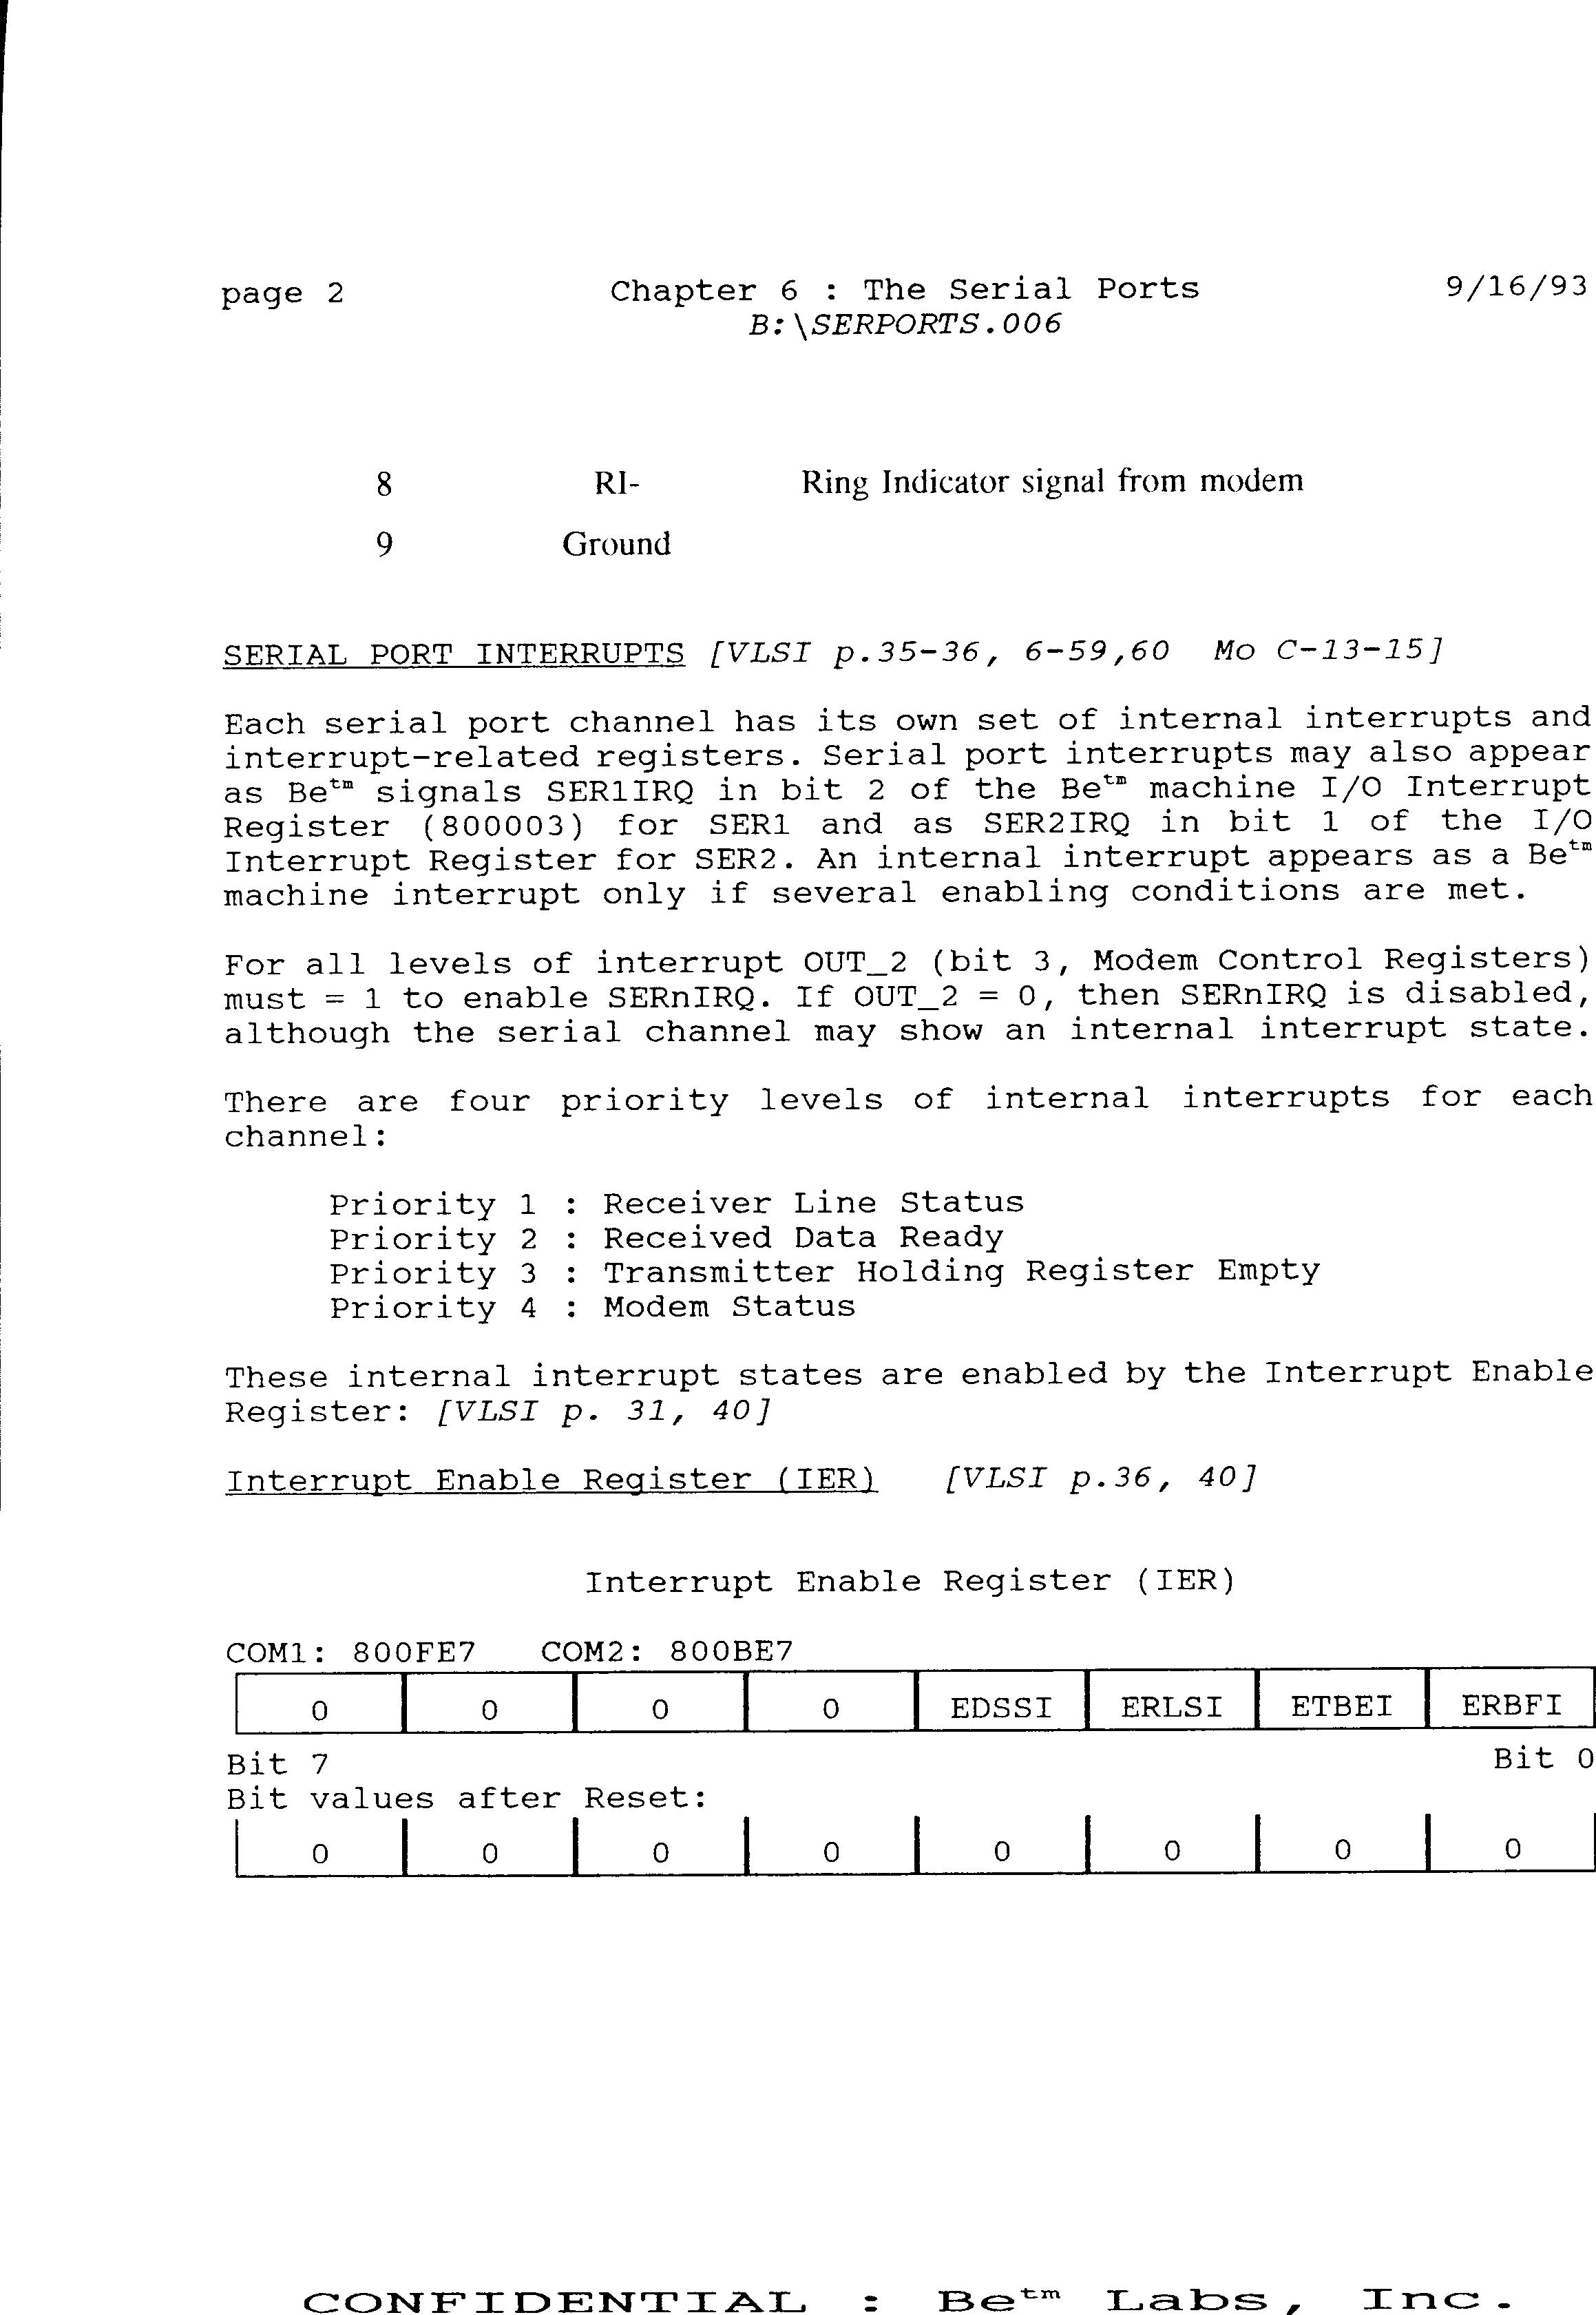 page 2 Chapter 6 : The Serial Ports 9/16/93
B:\SERPORTS.006
8 RI- Ring Indicator signal from modem
9 Ground
SERIAL PORT INTERRUPTS [VLSI p.35-36, 6-59,60 Mo C-13-15]
Each serial port channel has its own set of internal interrupts and
interrupt-related registers. Serial port interrupts may also appear
as Be™ signals SER1IRQ in bit 2 of the Be™ machine I/O Interrupt
Register (800003) for SER1 and as SER2IRQ in bit 1 of the I/O
Interrupt Register for SER2. An internal interrupt appears as a Be™
machine interrupt only if several enabling conditions are met.
For all levels of interrupt OUT_2 (bit 3, Modem Control Registers)
must = 1 to enable SERnIRQ. If OUT_2 = 0, then SERnIRQ is disabled,
although the serial channel may show an internal interrupt state.
There are four priority levels of internal interrupts for each
channel:
Priority 1 : Receiver Line Status
Priority 2 : Received Data Ready
Priority 3 : Transmitter Holding Register Empty
Priority 4 : Modem Status
These internal interrupt states are enabled by the Interrupt Enable
Register: [VLSI p. 31, 40]
Interrupt Enable Register (IER) [VLSI p.36, 40]
Interrupt Enable Register (IER)
COM1: 800FE7 COM2: 800BE7
0 0 0 0 EDSSI ERLSI ETBEI ERBFI
Bit 7 Bit 0
Bit values after Reset:
0 0 0 0 0 0 0 0
CONFIDENTIAL : Be™ Labs, Inc.